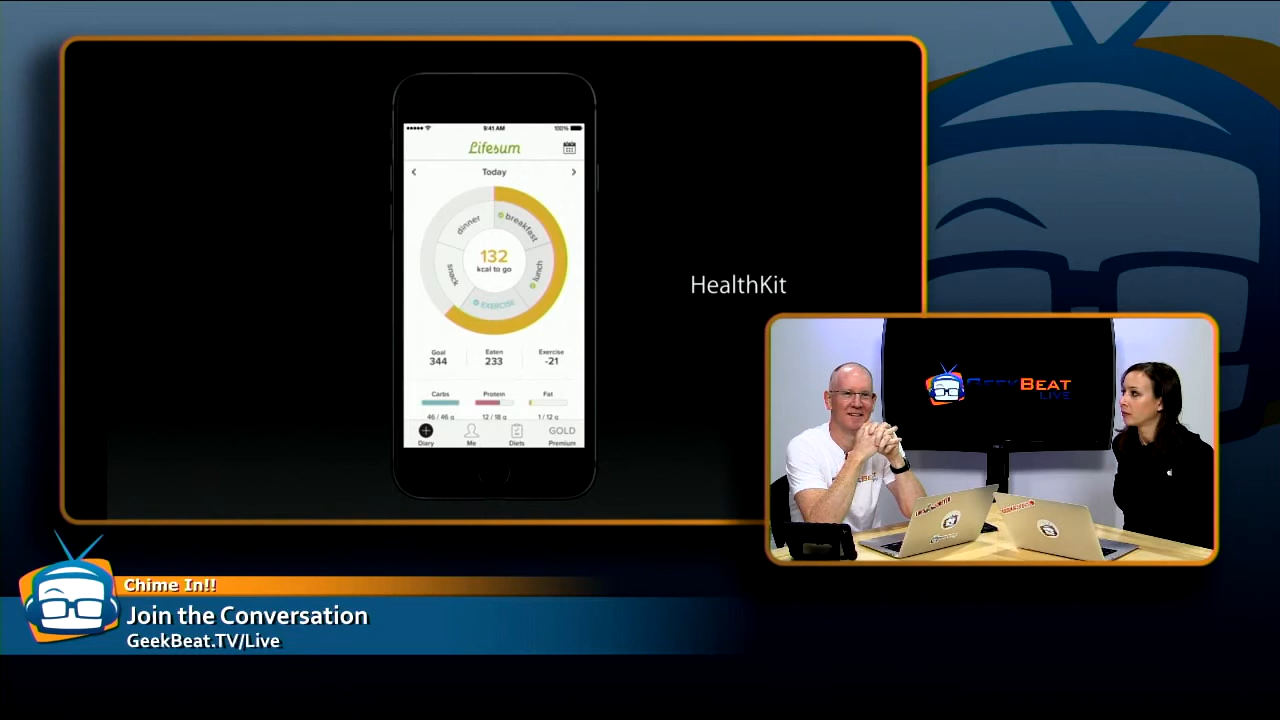 9:41 AM
100%
Lifesum
Today
dinner
breakfast
132
kcal to go
snack
lunch
EXERCISE
Goal
Eaten
Exercise
344
233
-21
Carbs
Protein
Fat
46 / 46 g
12 / 18 g
1 / 12 g
GOLD
Diary
Me
Diets
Premium
HealthKit
GEEKBEAT
LIVE
Chime In!!
Join the Conversation
GeekBeat.TV/Live